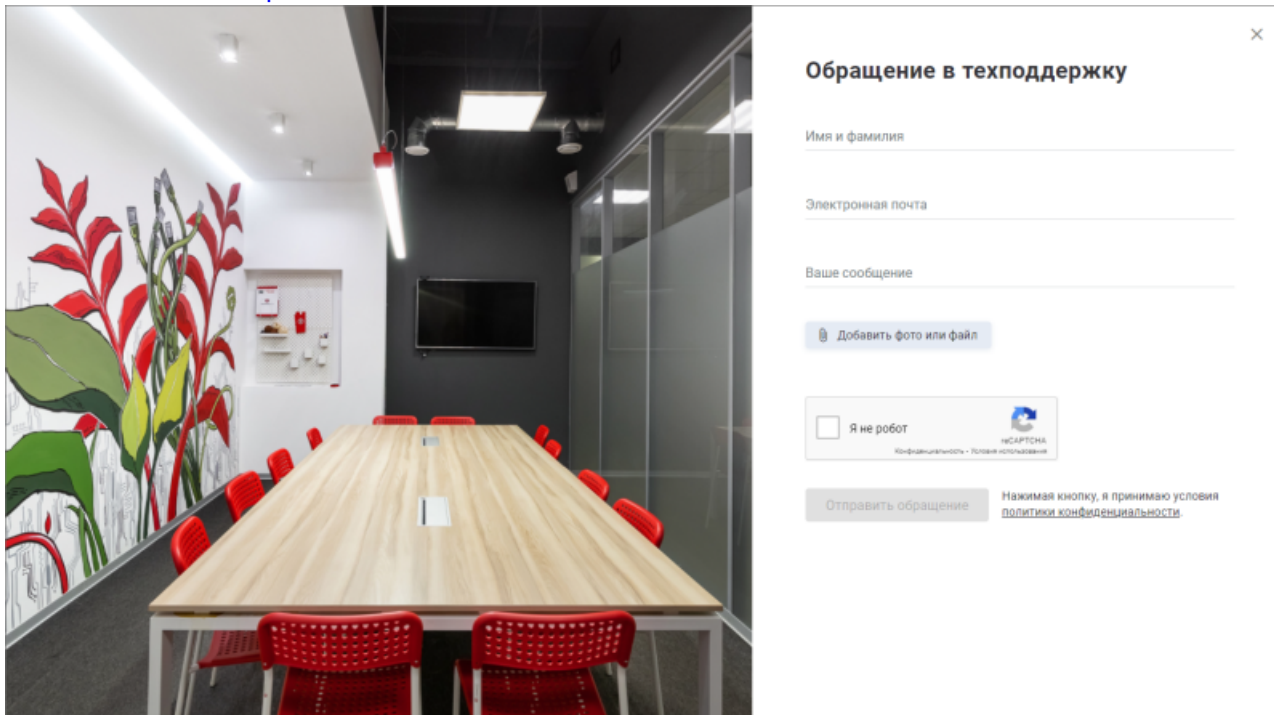 Обращение в техподдержку
Имя и фамилия
Электронная почта
Ваше сообщение
Добавить фото или файл
Я не робот
reCAPTCHA
Конфиденциальность - Условия использования
Отправить обращение
Нажимая кнопку, я принимаю условия
политики конфиденциальности.